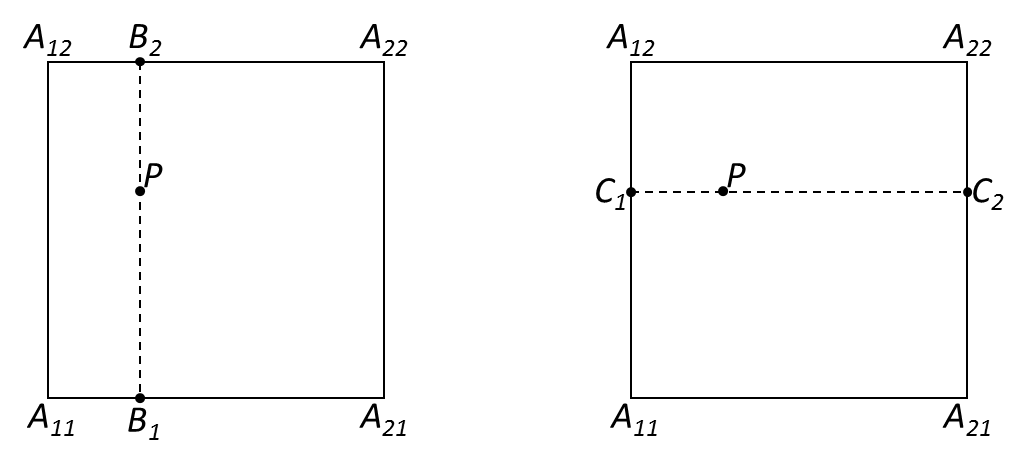 A₁₂ B₂ A₂₂
P
A₁₁ B₁ A₂₁
A₁₂ A₂₂
P
C₁ C₂
A₁₁ A₂₁